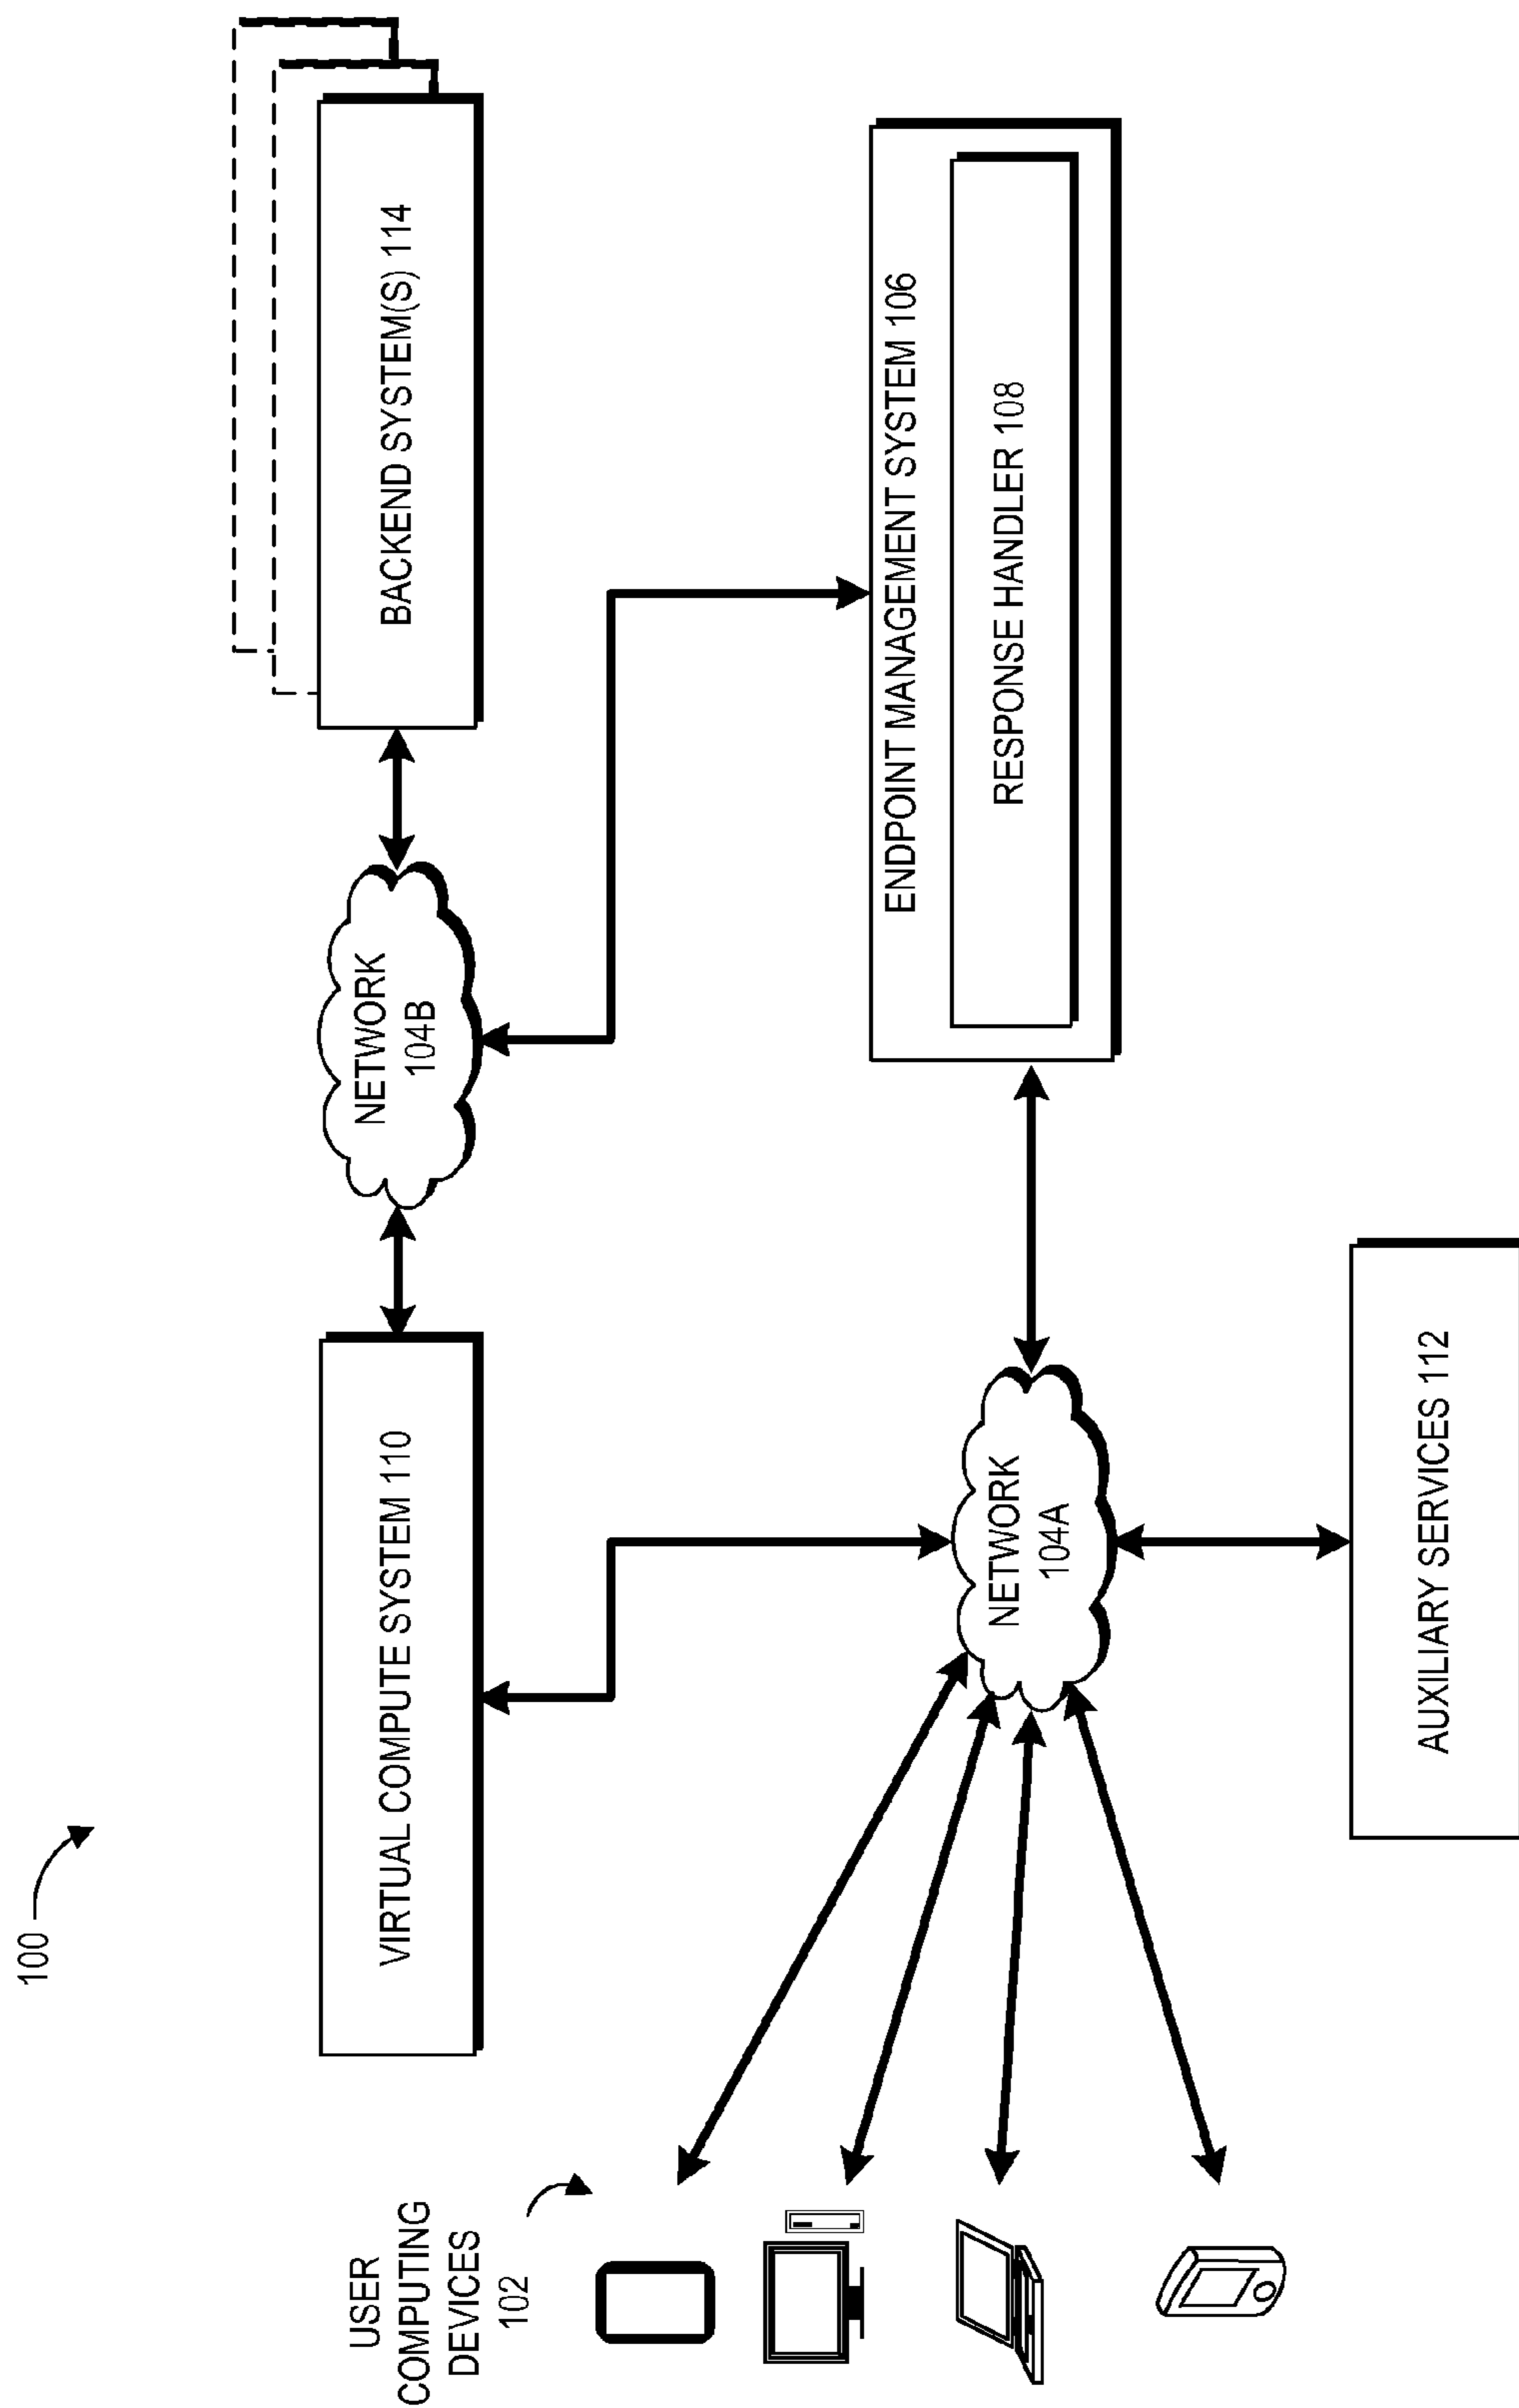 100
VIRTUAL COMPUTE SYSTEM 110
NETWORK
104B
BACKEND SYSTEM(S) 114
USER
COMPUTING
DEVICES
102
NETWORK
104A
ENDPOINT MANAGEMENT SYSTEM 106
RESPONSE HANDLER 108
AUXILIARY SERVICES 112